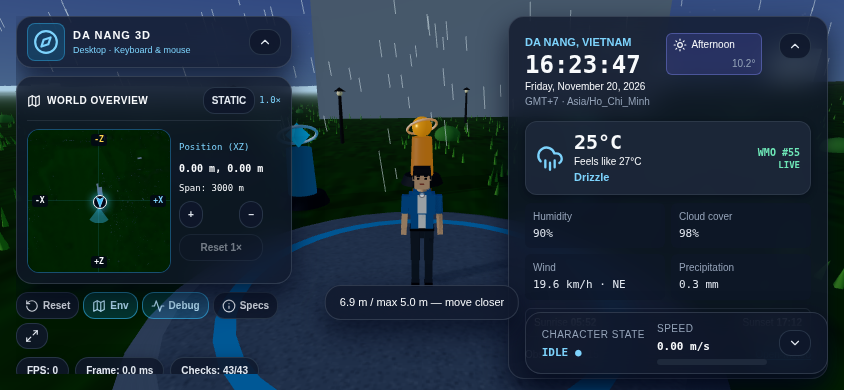 DA NANG 3D
Desktop · Keyboard & mouse
WORLD OVERVIEW
STATIC
1.0×
-Z
-X
+X
+Z
Position (XZ)
0.00 m, 0.00 m
Span: 3000 m
+
−
Reset 1×
Reset
Env
Debug
Specs
FPS: 0
Frame: 0.0 ms
Checks: 43/43
6.9 m / max 5.0 m — move closer
DA NANG, VIETNAM
16:23:47
Friday, November 20, 2026
GMT+7 · Asia/Ho_Chi_Minh
Afternoon
10.2°
25°C
Feels like 27°C
Drizzle
WMO #55
LIVE
Humidity
90%
Cloud cover
98%
Wind
19.6 km/h · NE
Precipitation
0.3 mm
CHARACTER STATE
IDLE ●
SPEED
0.00 m/s